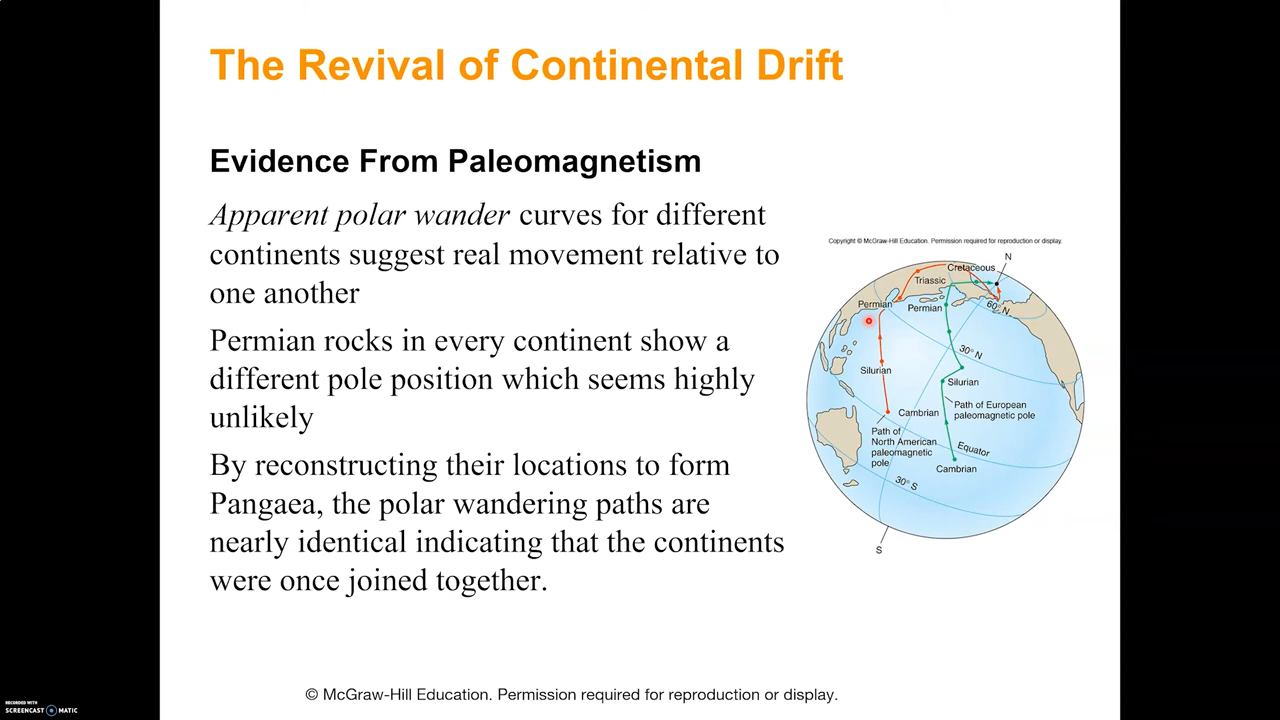 The Revival of Continental Drift
Evidence From Paleomagnetism
Apparent polar wander curves for different
continents suggest real movement relative to
one another
Permian rocks in every continent show a
different pole position which seems highly
unlikely
By reconstructing their locations to form
Pangaea, the polar wandering paths are
nearly identical indicating that the continents
were once joined together.
Copyright © McGraw-Hill Education. Permission required for reproduction or display.
N
Cretaceous
Triassic
Permian
Permian
60° N
30° N
Silurian
Silurian
Path of European
paleomagnetic pole
Cambrian
Path of
North American
paleomagnetic
pole
Equator
Cambrian
30° S
S
© McGraw-Hill Education. Permission required for reproduction or display.
RECORDED WITH
SCREENCAST MATIC